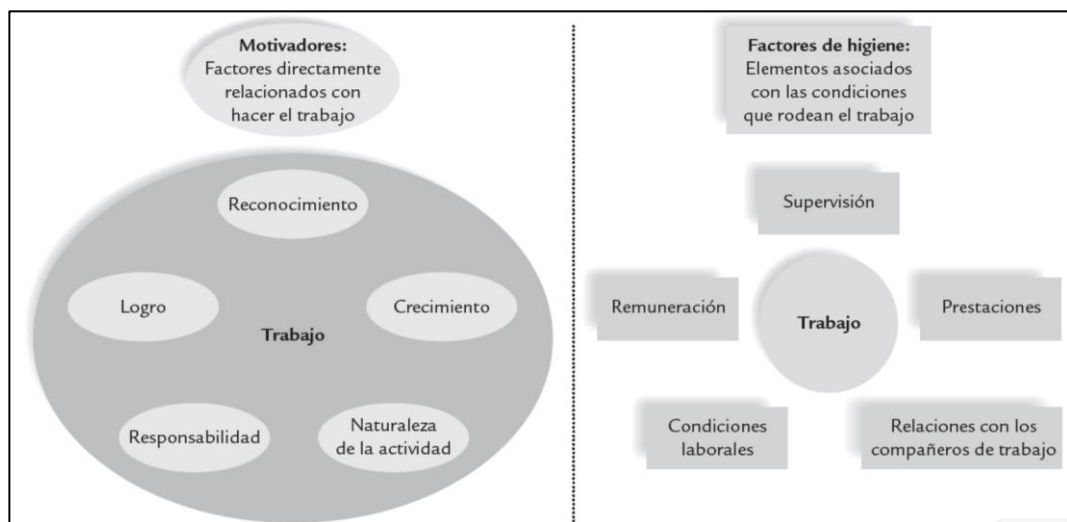 Motivadores:
Factores directamente
relacionados con
hacer el trabajo
Reconocimiento
Logro
Crecimiento
Trabajo
Responsabilidad
Naturaleza
de la actividad
Factores de higiene:
Elementos asociados
con las condiciones
que rodean el trabajo
Supervisión
Remuneración
Trabajo
Prestaciones
Condiciones
laborales
Relaciones con los
compañeros de trabajo